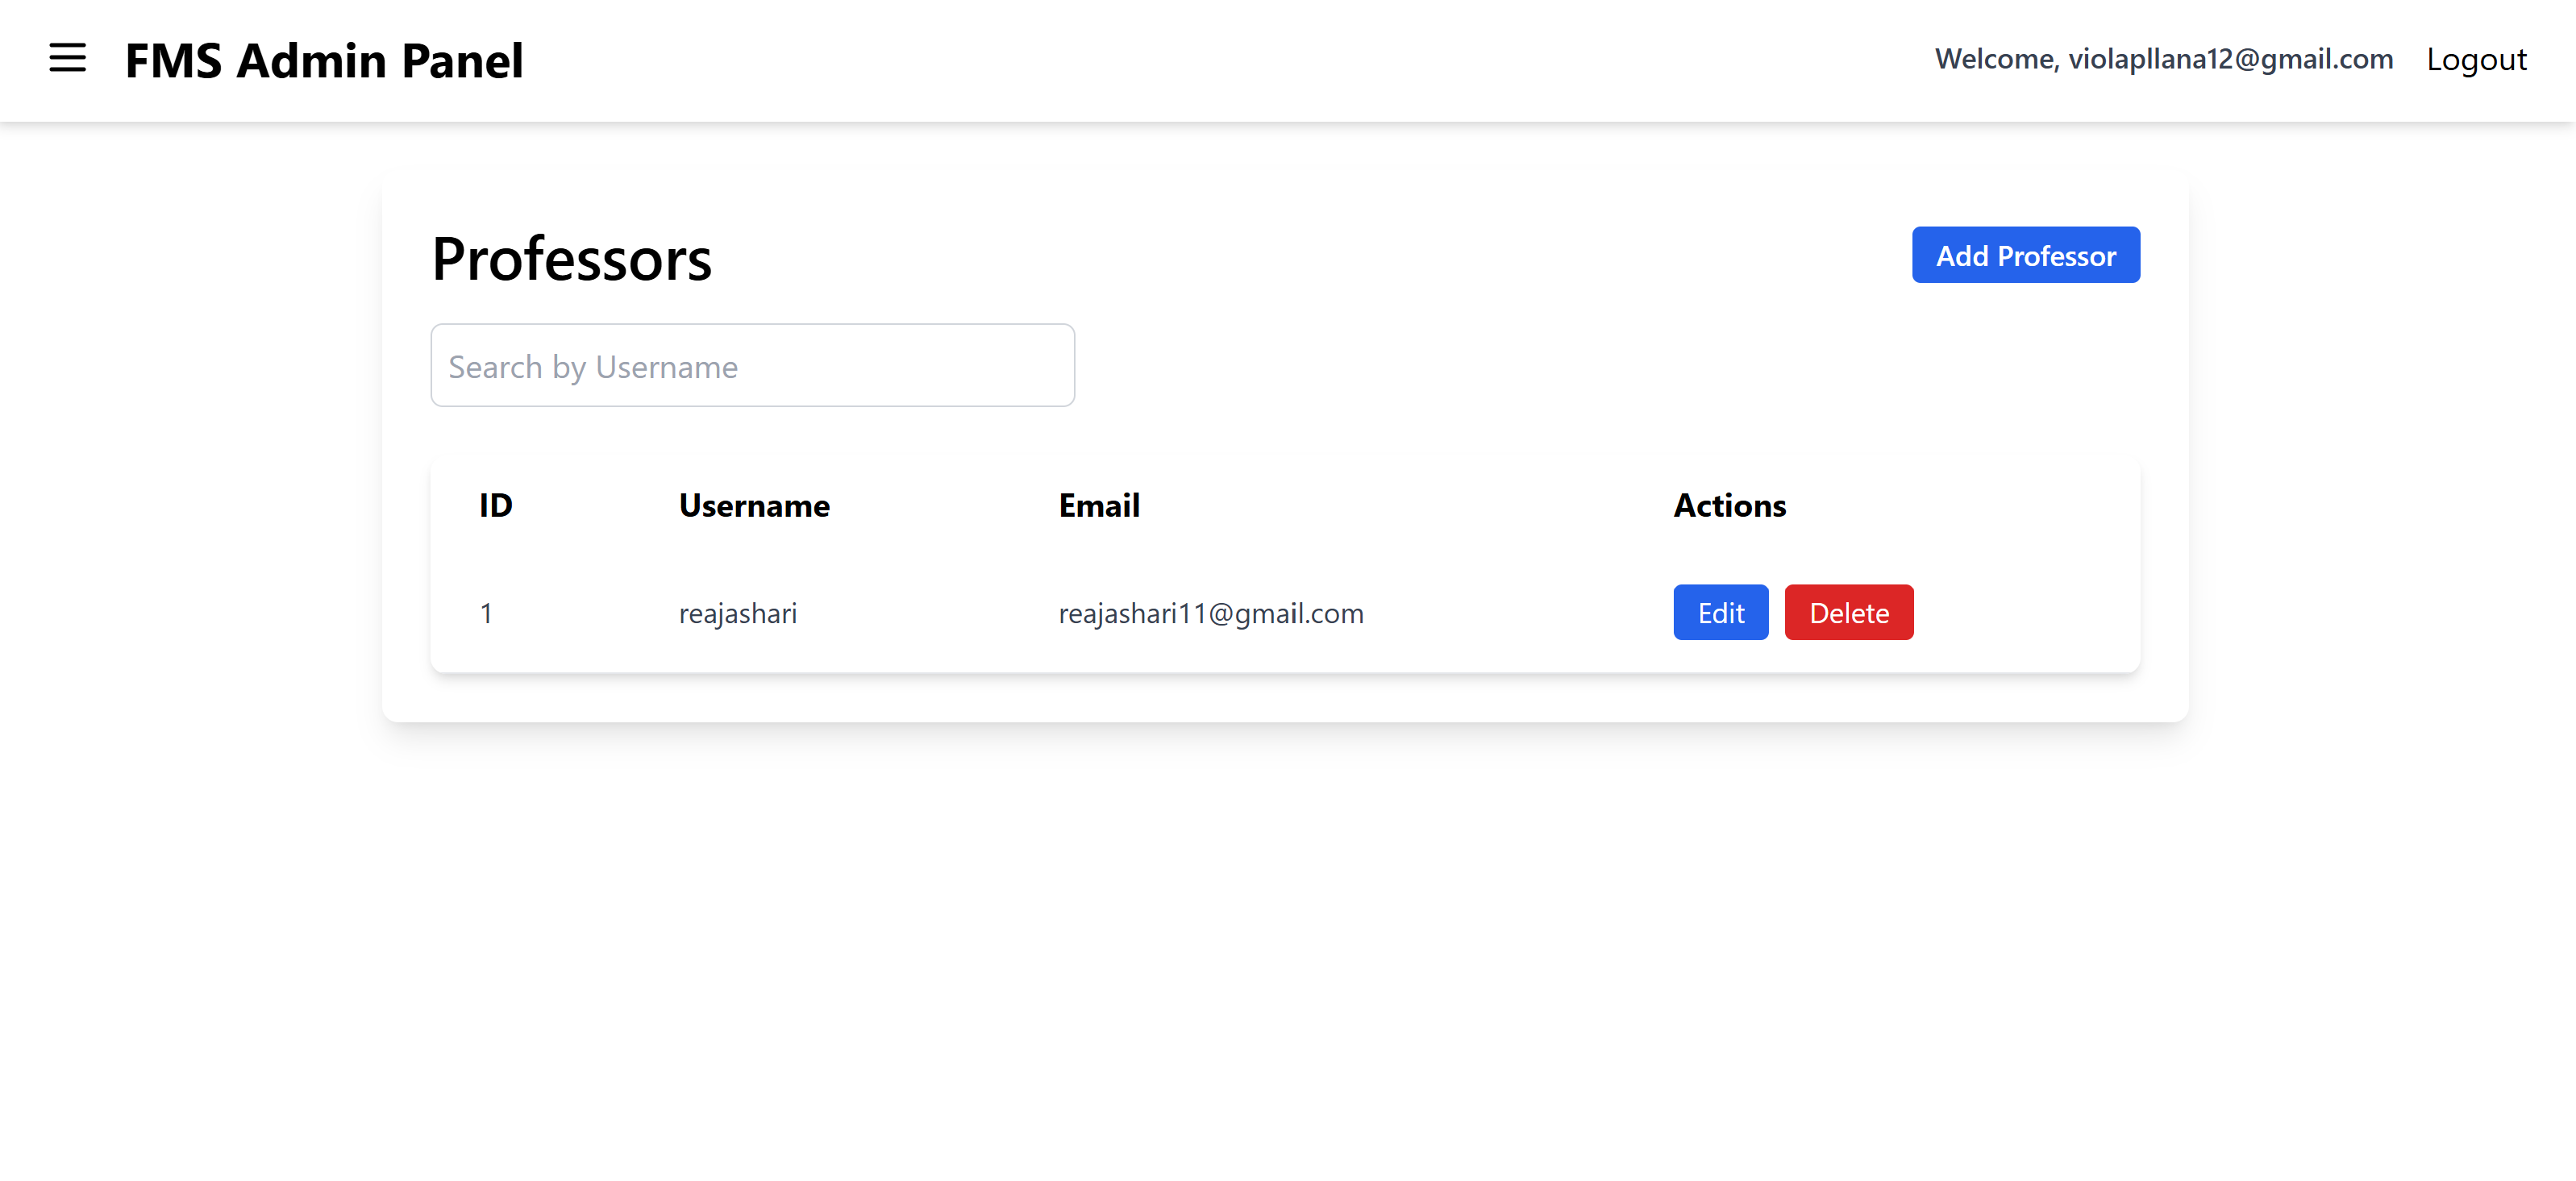 FMS Admin Panel
Welcome, violapllana12@gmail.com Logout
Professors
Add Professor
Search by Username
ID Username Email Actions
1 reajashari reajashari11@gmail.com Edit Delete